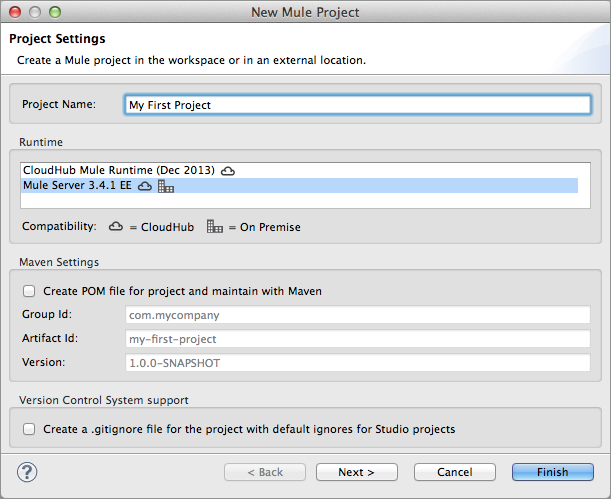 New Mule Project
Project Settings
Create a Mule project in the workspace or in an external location.
Project Name: My First Project
Runtime
CloudHub Mule Runtime (Dec 2013)
Mule Server 3.4.1 EE
Compatibility: = CloudHub = On Premise
Maven Settings
Create POM file for project and maintain with Maven
Group Id: com.mycompany
Artifact Id: my-first-project
Version: 1.0.0-SNAPSHOT
Version Control System support
Create a .gitignore file for the project with default ignores for Studio projects
? < Back Next > Cancel Finish